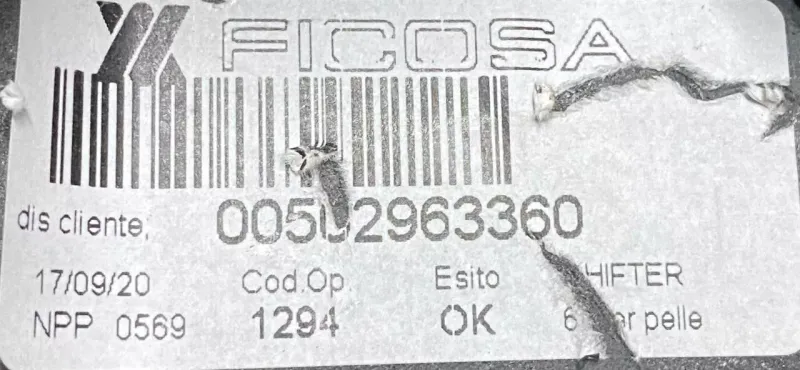 FICOSA
dis cliente;
17/09/20 Cod.Op. Esito
NPP 0569 1294 OK pelle